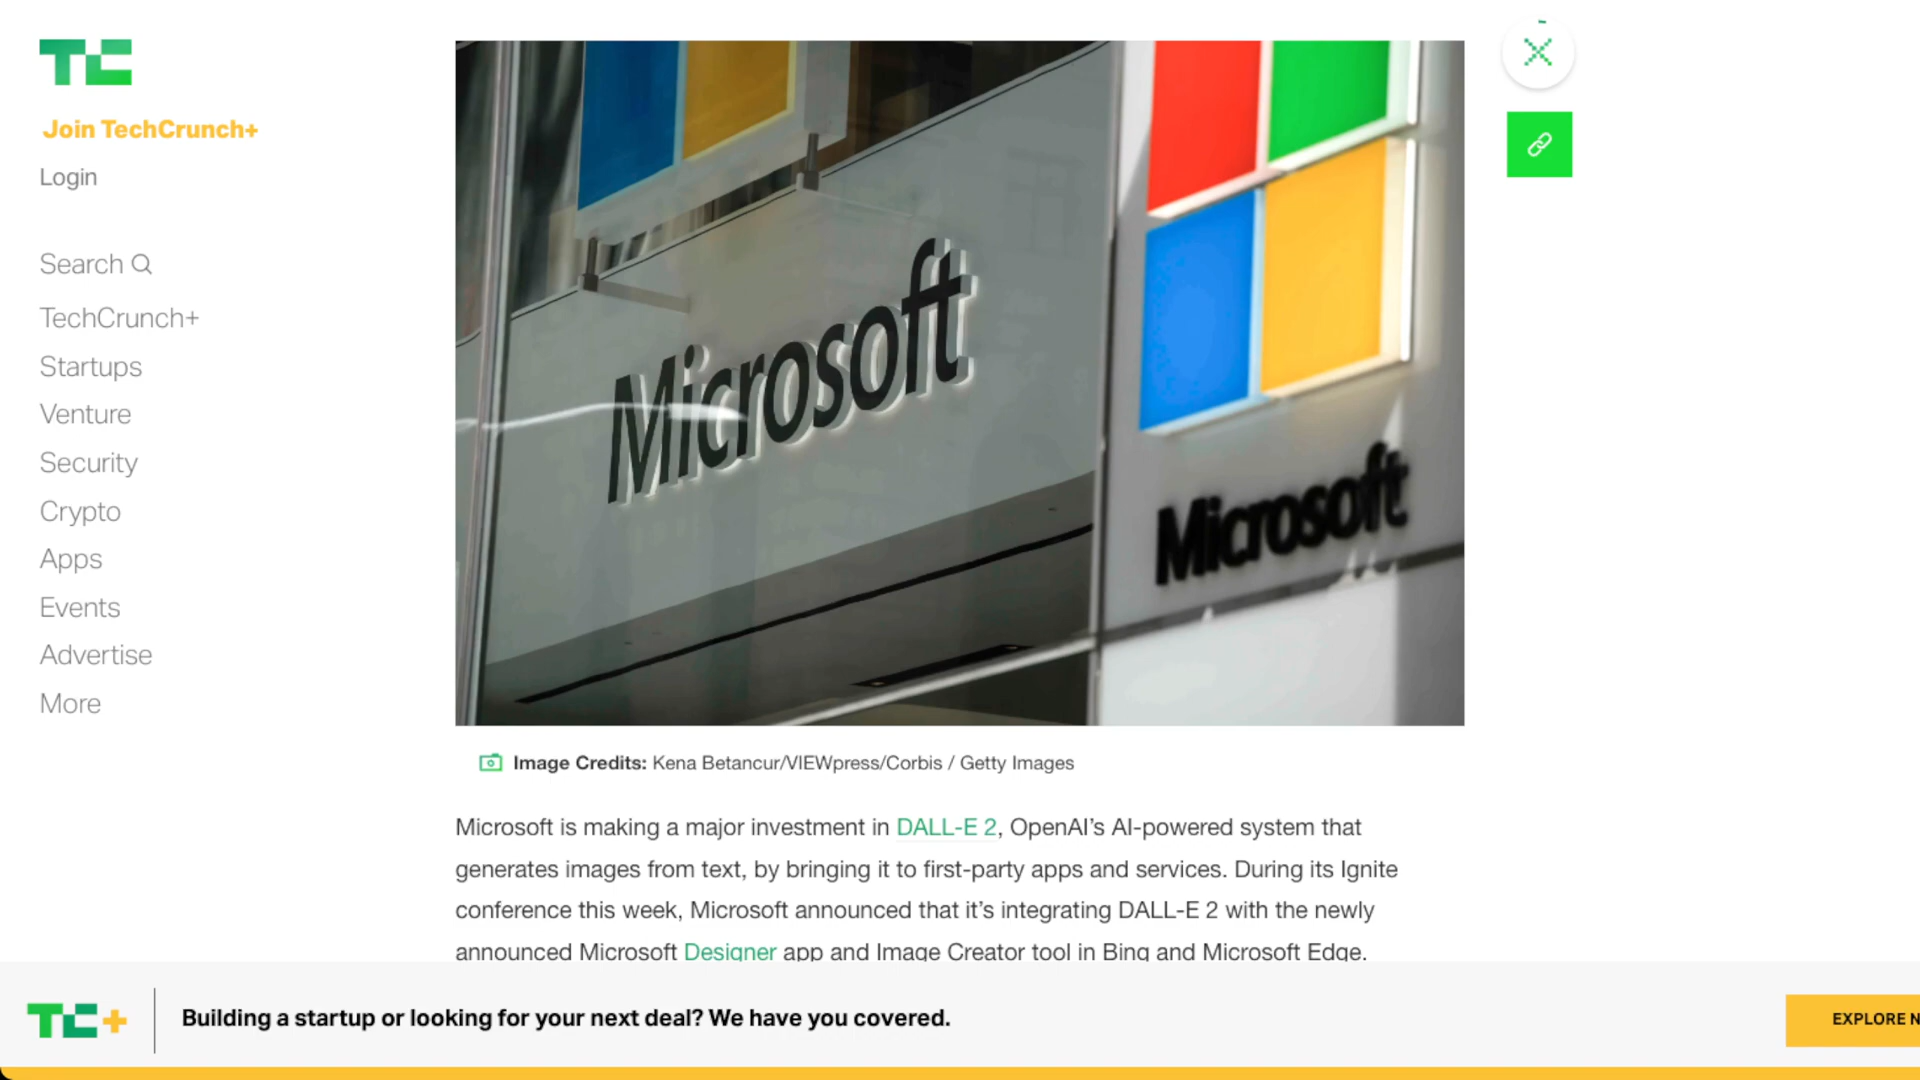 TC
Join TechCrunch+
Login
Search
TechCrunch+
Startups
Venture
Security
Crypto
Apps
Events
Advertise
More
Microsoft
Microsoft
Image Credits: Kena Betancur/VIEWpress/Corbis / Getty Images
Microsoft is making a major investment in DALL-E 2, OpenAI’s AI-powered system that
generates images from text, by bringing it to first-party apps and services. During its Ignite
conference this week, Microsoft announced that it’s integrating DALL-E 2 with the newly
announced Microsoft Designer app and Image Creator tool in Bing and Microsoft Edge.
TC+
Building a startup or looking for your next deal? We have you covered.
EXPLORE N